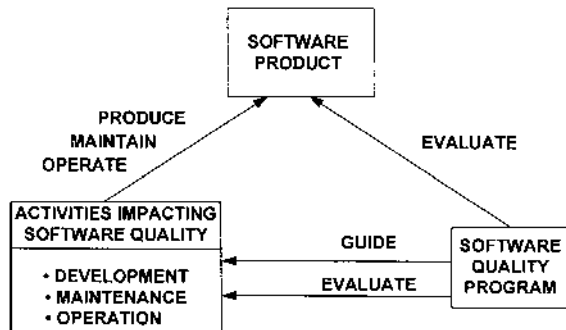 SOFTWARE
PRODUCT
PRODUCE
MAINTAIN
OPERATE
EVALUATE
ACTIVITIES IMPACTING
SOFTWARE QUALITY
• DEVELOPMENT
• MAINTENANCE
• OPERATION
GUIDE
EVALUATE
SOFTWARE
QUALITY
PROGRAM